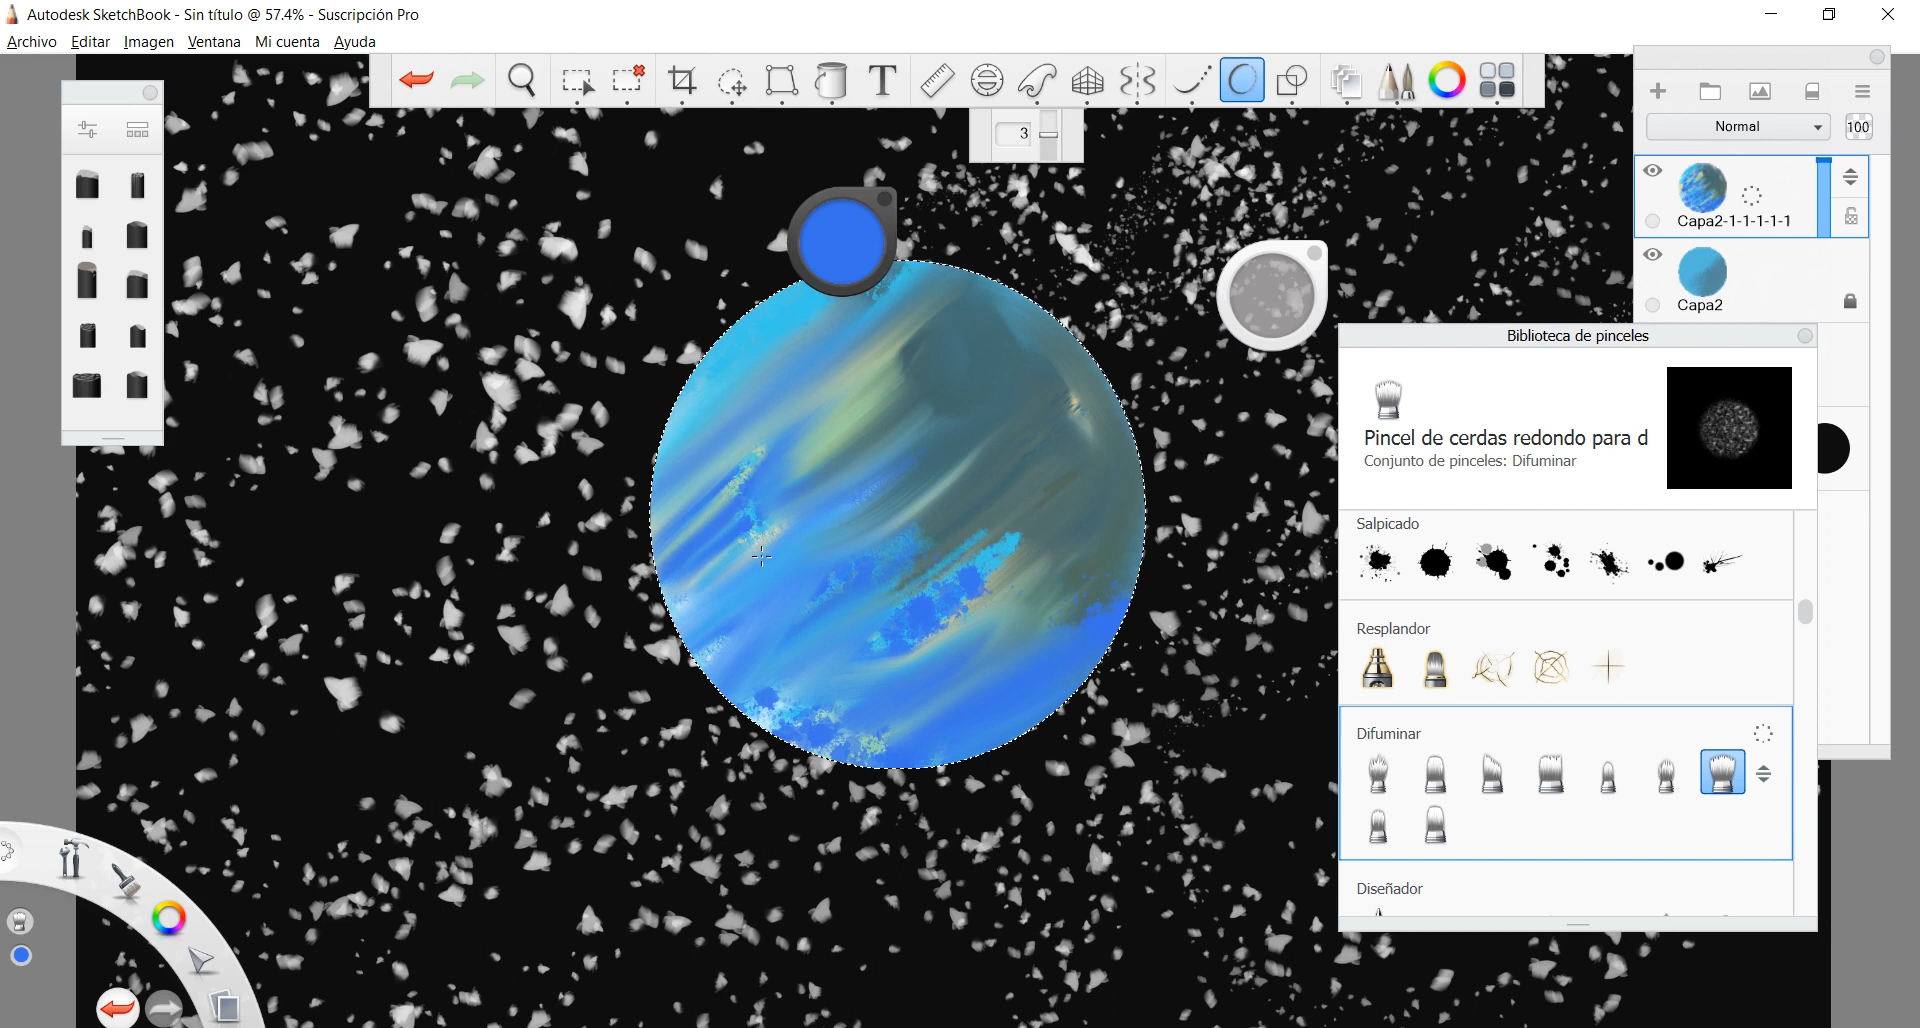 Autodesk SketchBook - Sin título @ 57.4% - Suscripción Pro
Archivo Editar Imagen Ventana Mi cuenta Ayuda
T
3
Normal
100
Capa2-1-1-1-1-1
Capa2
Biblioteca de pinceles
Pincel de cerdas redondo para d
Conjunto de pinceles: Difuminar
Salpicado
Resplandor
Difuminar
Diseñador